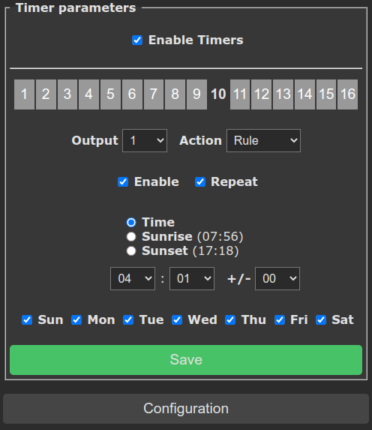 Timer parameters
Enable Timers
1 2 3 4 5 6 7 8 9 10 11 12 13 14 15 16
Output 1 Action Rule
Enable Repeat
Time
Sunrise (07:56)
Sunset (17:18)
04 : 01 +/- 00
Sun Mon Tue Wed Thu Fri Sat
Save
Configuration